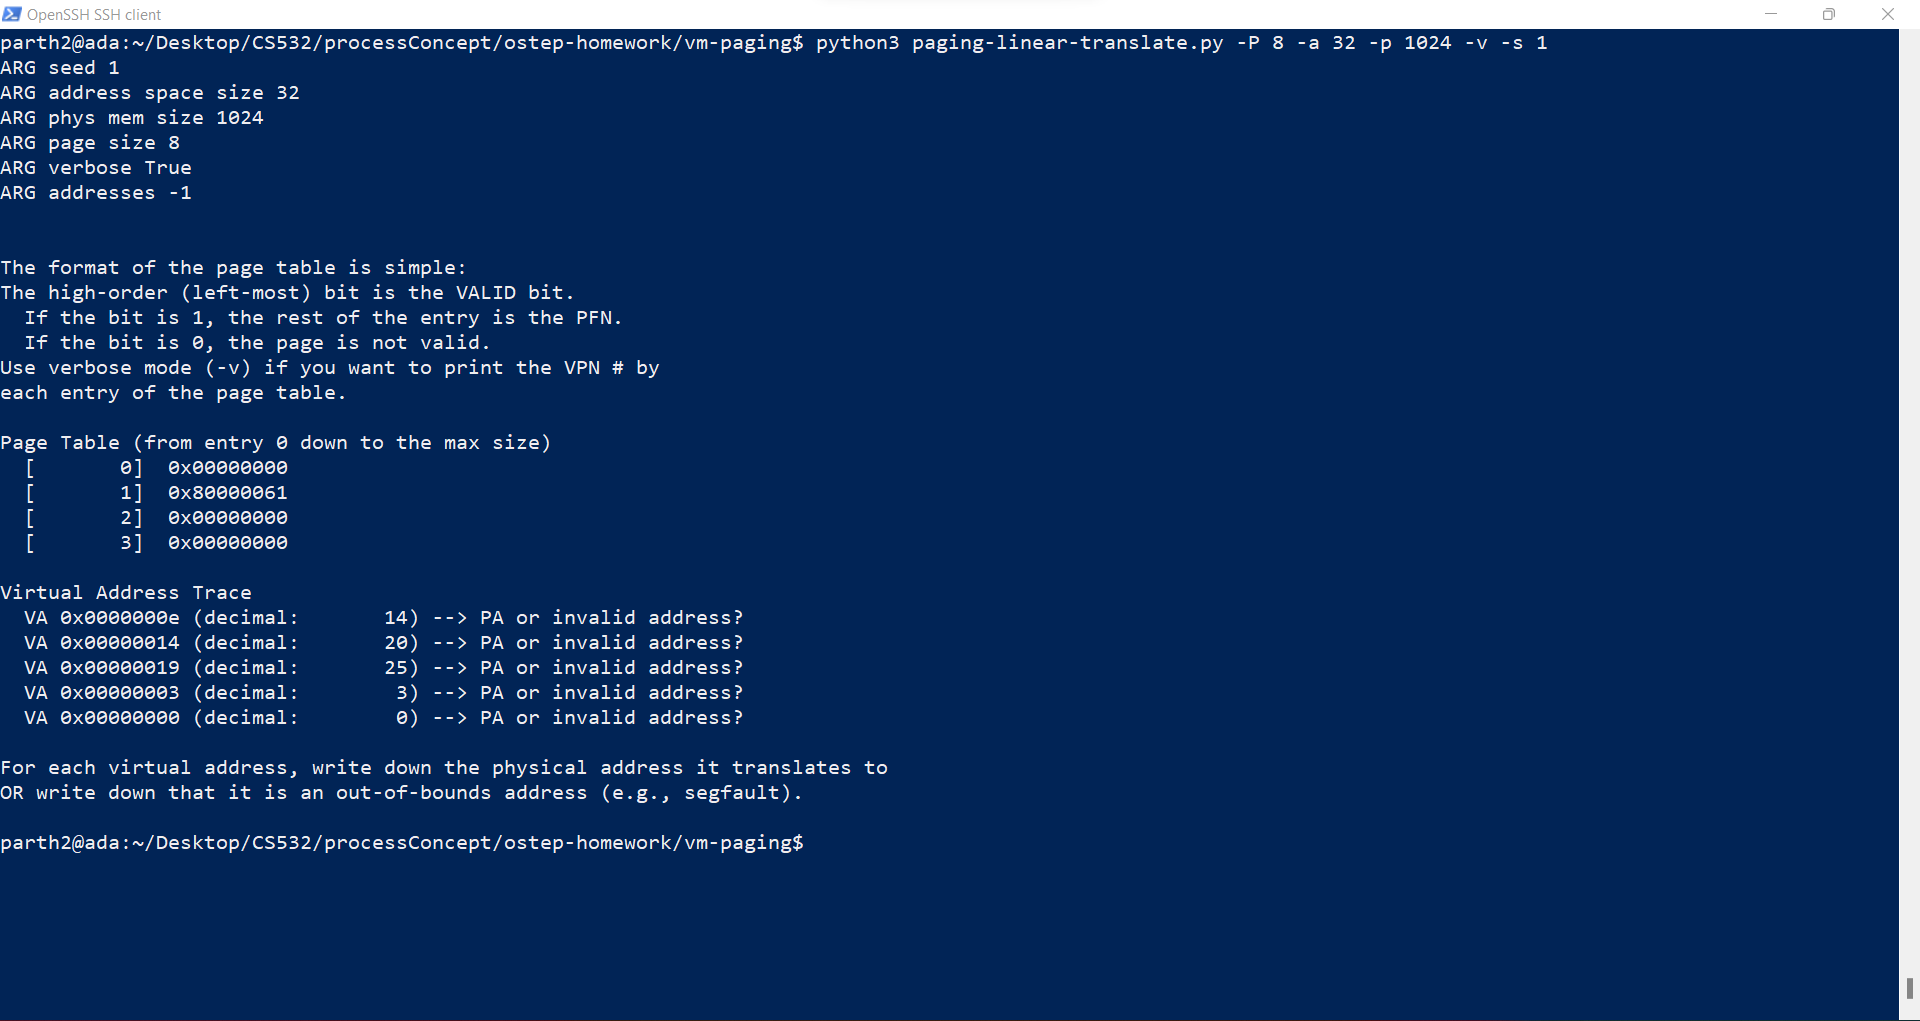 OpenSSH SSH client
parth2@ada:~/Desktop/CS532/processConcept/ostep-homework/vm-paging$ python3 paging-linear-translate.py -P 8 -a 32 -p 1024 -v -s 1
ARG seed 1
ARG address space size 32
ARG phys mem size 1024
ARG page size 8
ARG verbose True
ARG addresses -1
The format of the page table is simple:
The high-order (left-most) bit is the VALID bit.
  If the bit is 1, the rest of the entry is the PFN.
  If the bit is 0, the page is not valid.
Use verbose mode (-v) if you want to print the VPN # by
each entry of the page table.
Page Table (from entry 0 down to the max size)
  [       0]  0x00000000
  [       1]  0x80000061
  [       2]  0x00000000
  [       3]  0x00000000
Virtual Address Trace
  VA 0x0000000e (decimal:       14) --> PA or invalid address?
  VA 0x00000014 (decimal:       20) --> PA or invalid address?
  VA 0x00000019 (decimal:       25) --> PA or invalid address?
  VA 0x00000003 (decimal:        3) --> PA or invalid address?
  VA 0x00000000 (decimal:        0) --> PA or invalid address?
For each virtual address, write down the physical address it translates to
OR write down that it is an out-of-bounds address (e.g., segfault).
parth2@ada:~/Desktop/CS532/processConcept/ostep-homework/vm-paging$